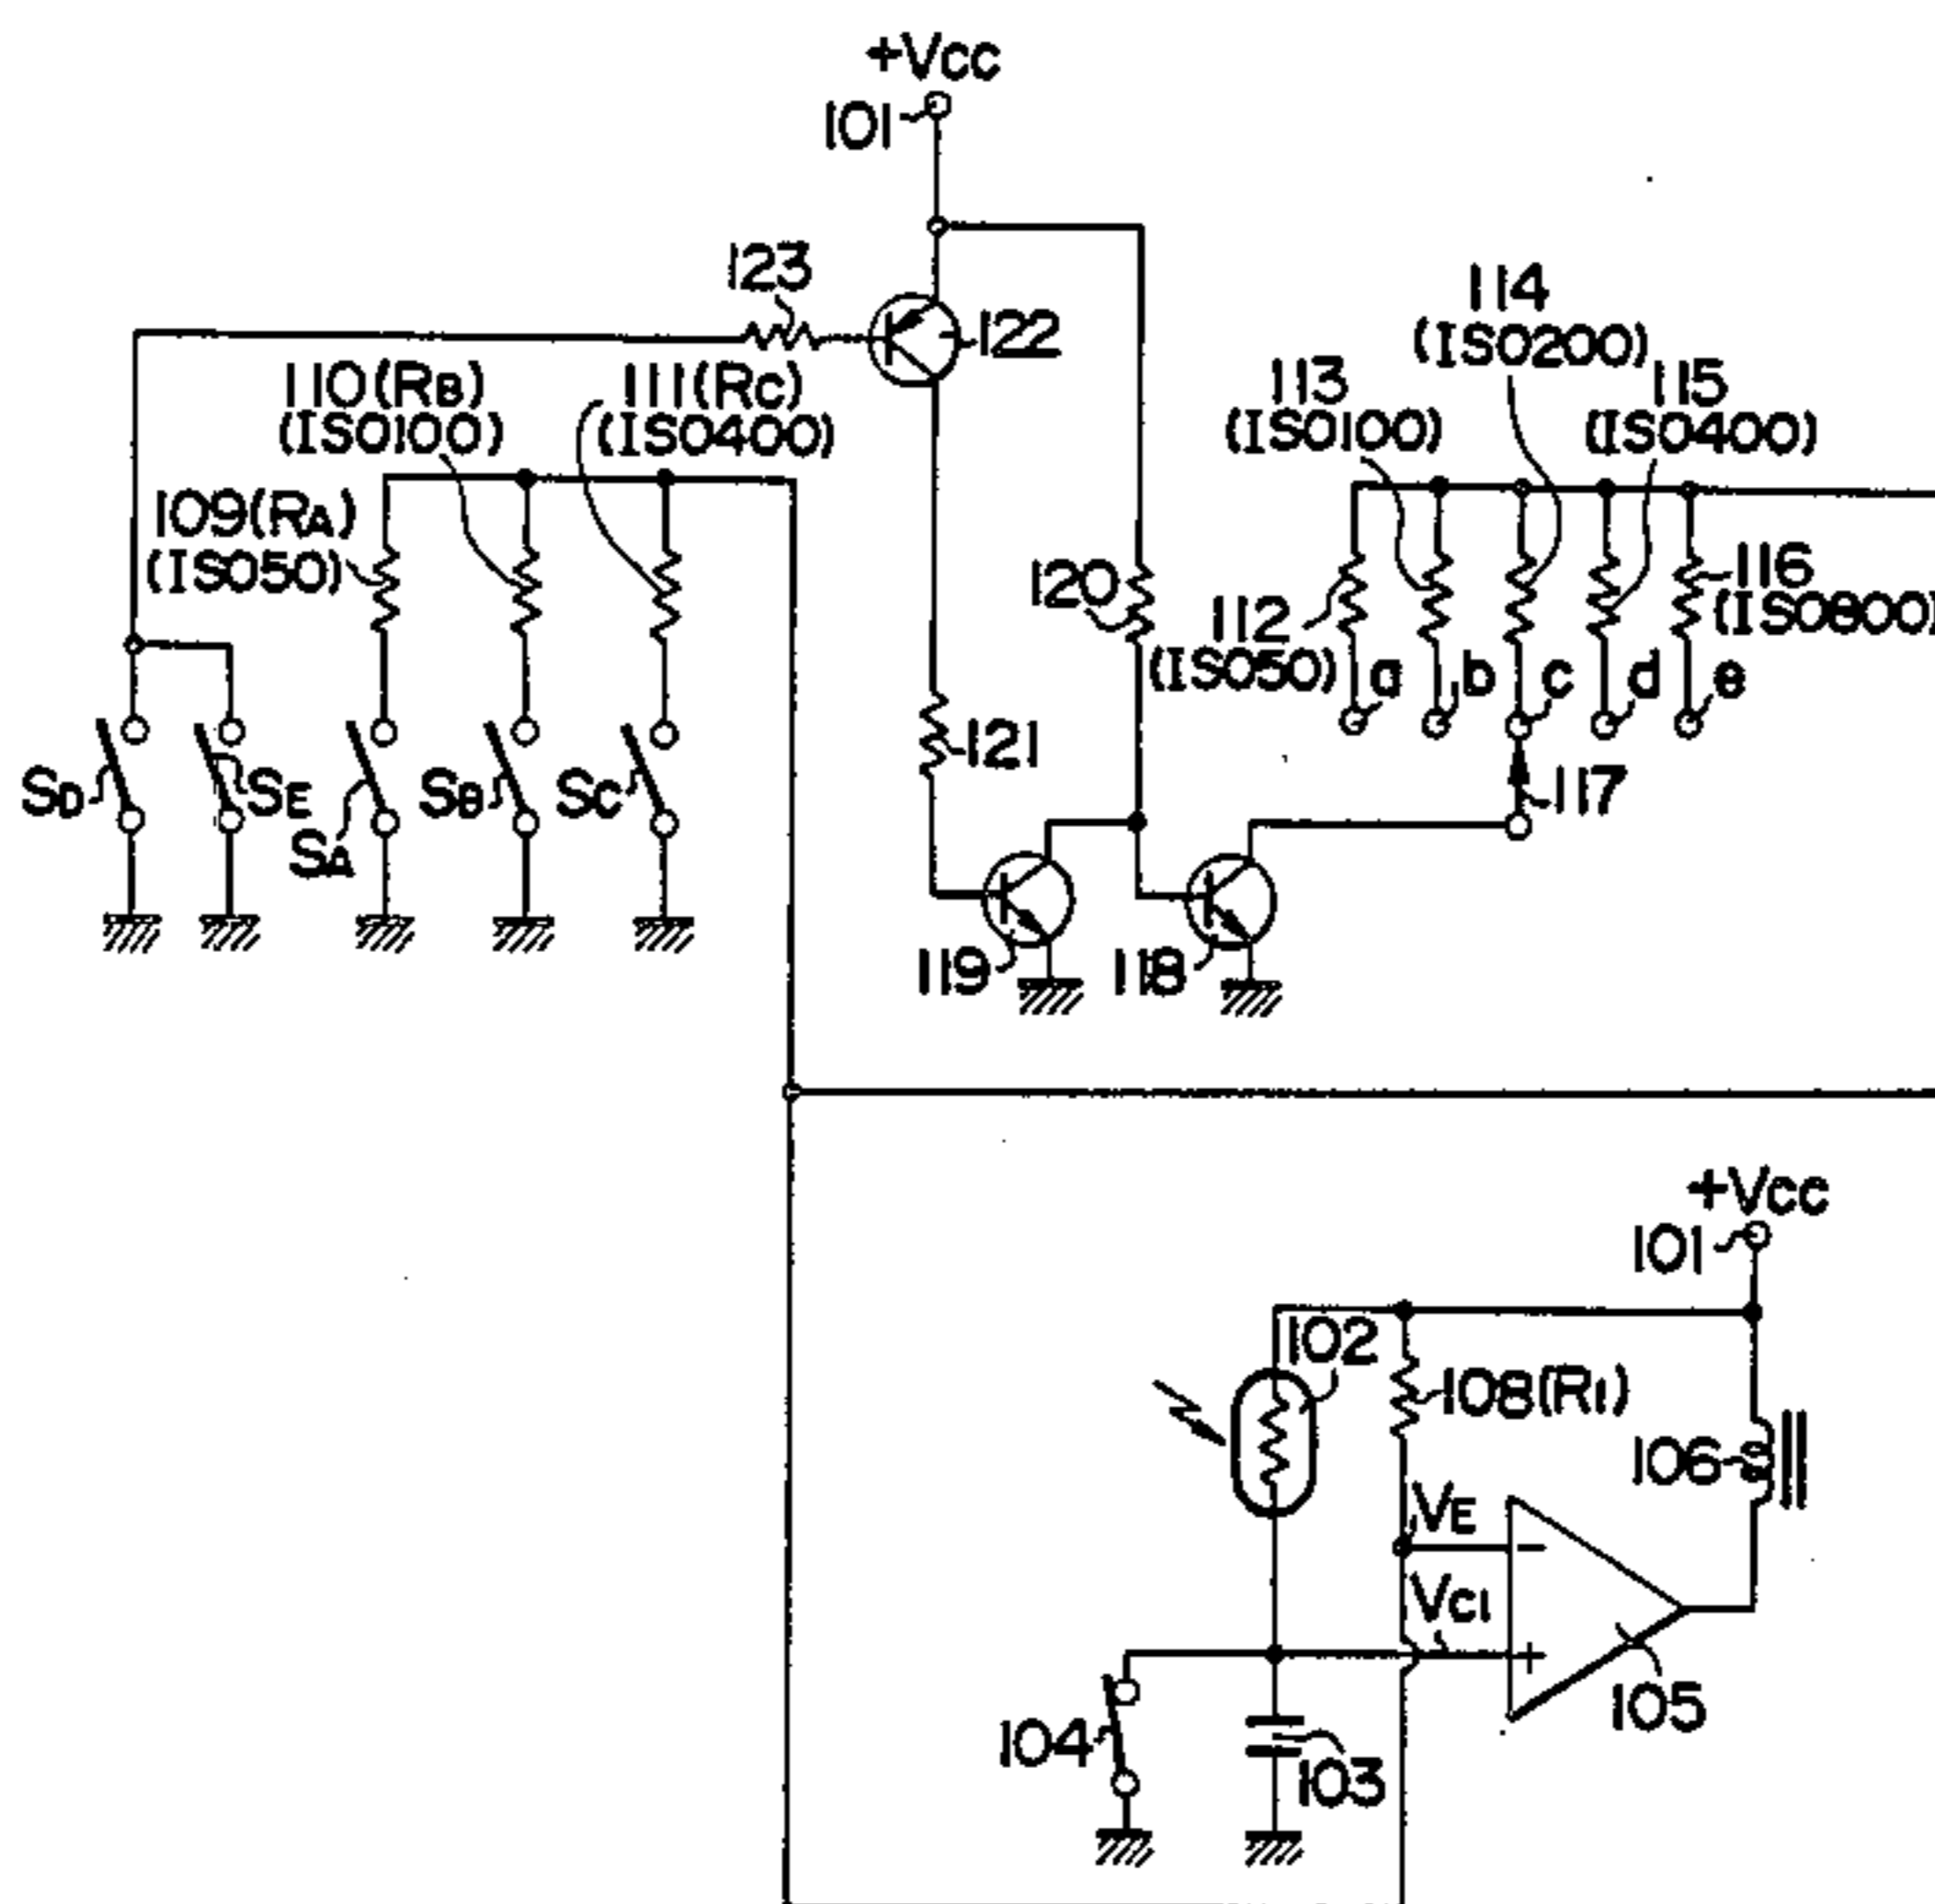 +Vcc
101
123
122
114
(ISO200)
110(RB)
(ISO100)
111(RC)
(ISO400)
113
(ISO100)
115
(ISO400)
109(RA)
(ISO50)
120
112
(ISO50)
116
(ISO800)
a
b
c
d
e
121
117
SD
SE
SA
SB
SC
119
118
+Vcc
101
102
108(R1)
106
VE
VC1
105
104
103
-
+